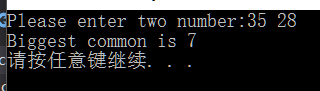 Please enter two number:35 28
Biggest common is 7
请按任意键继续. . .